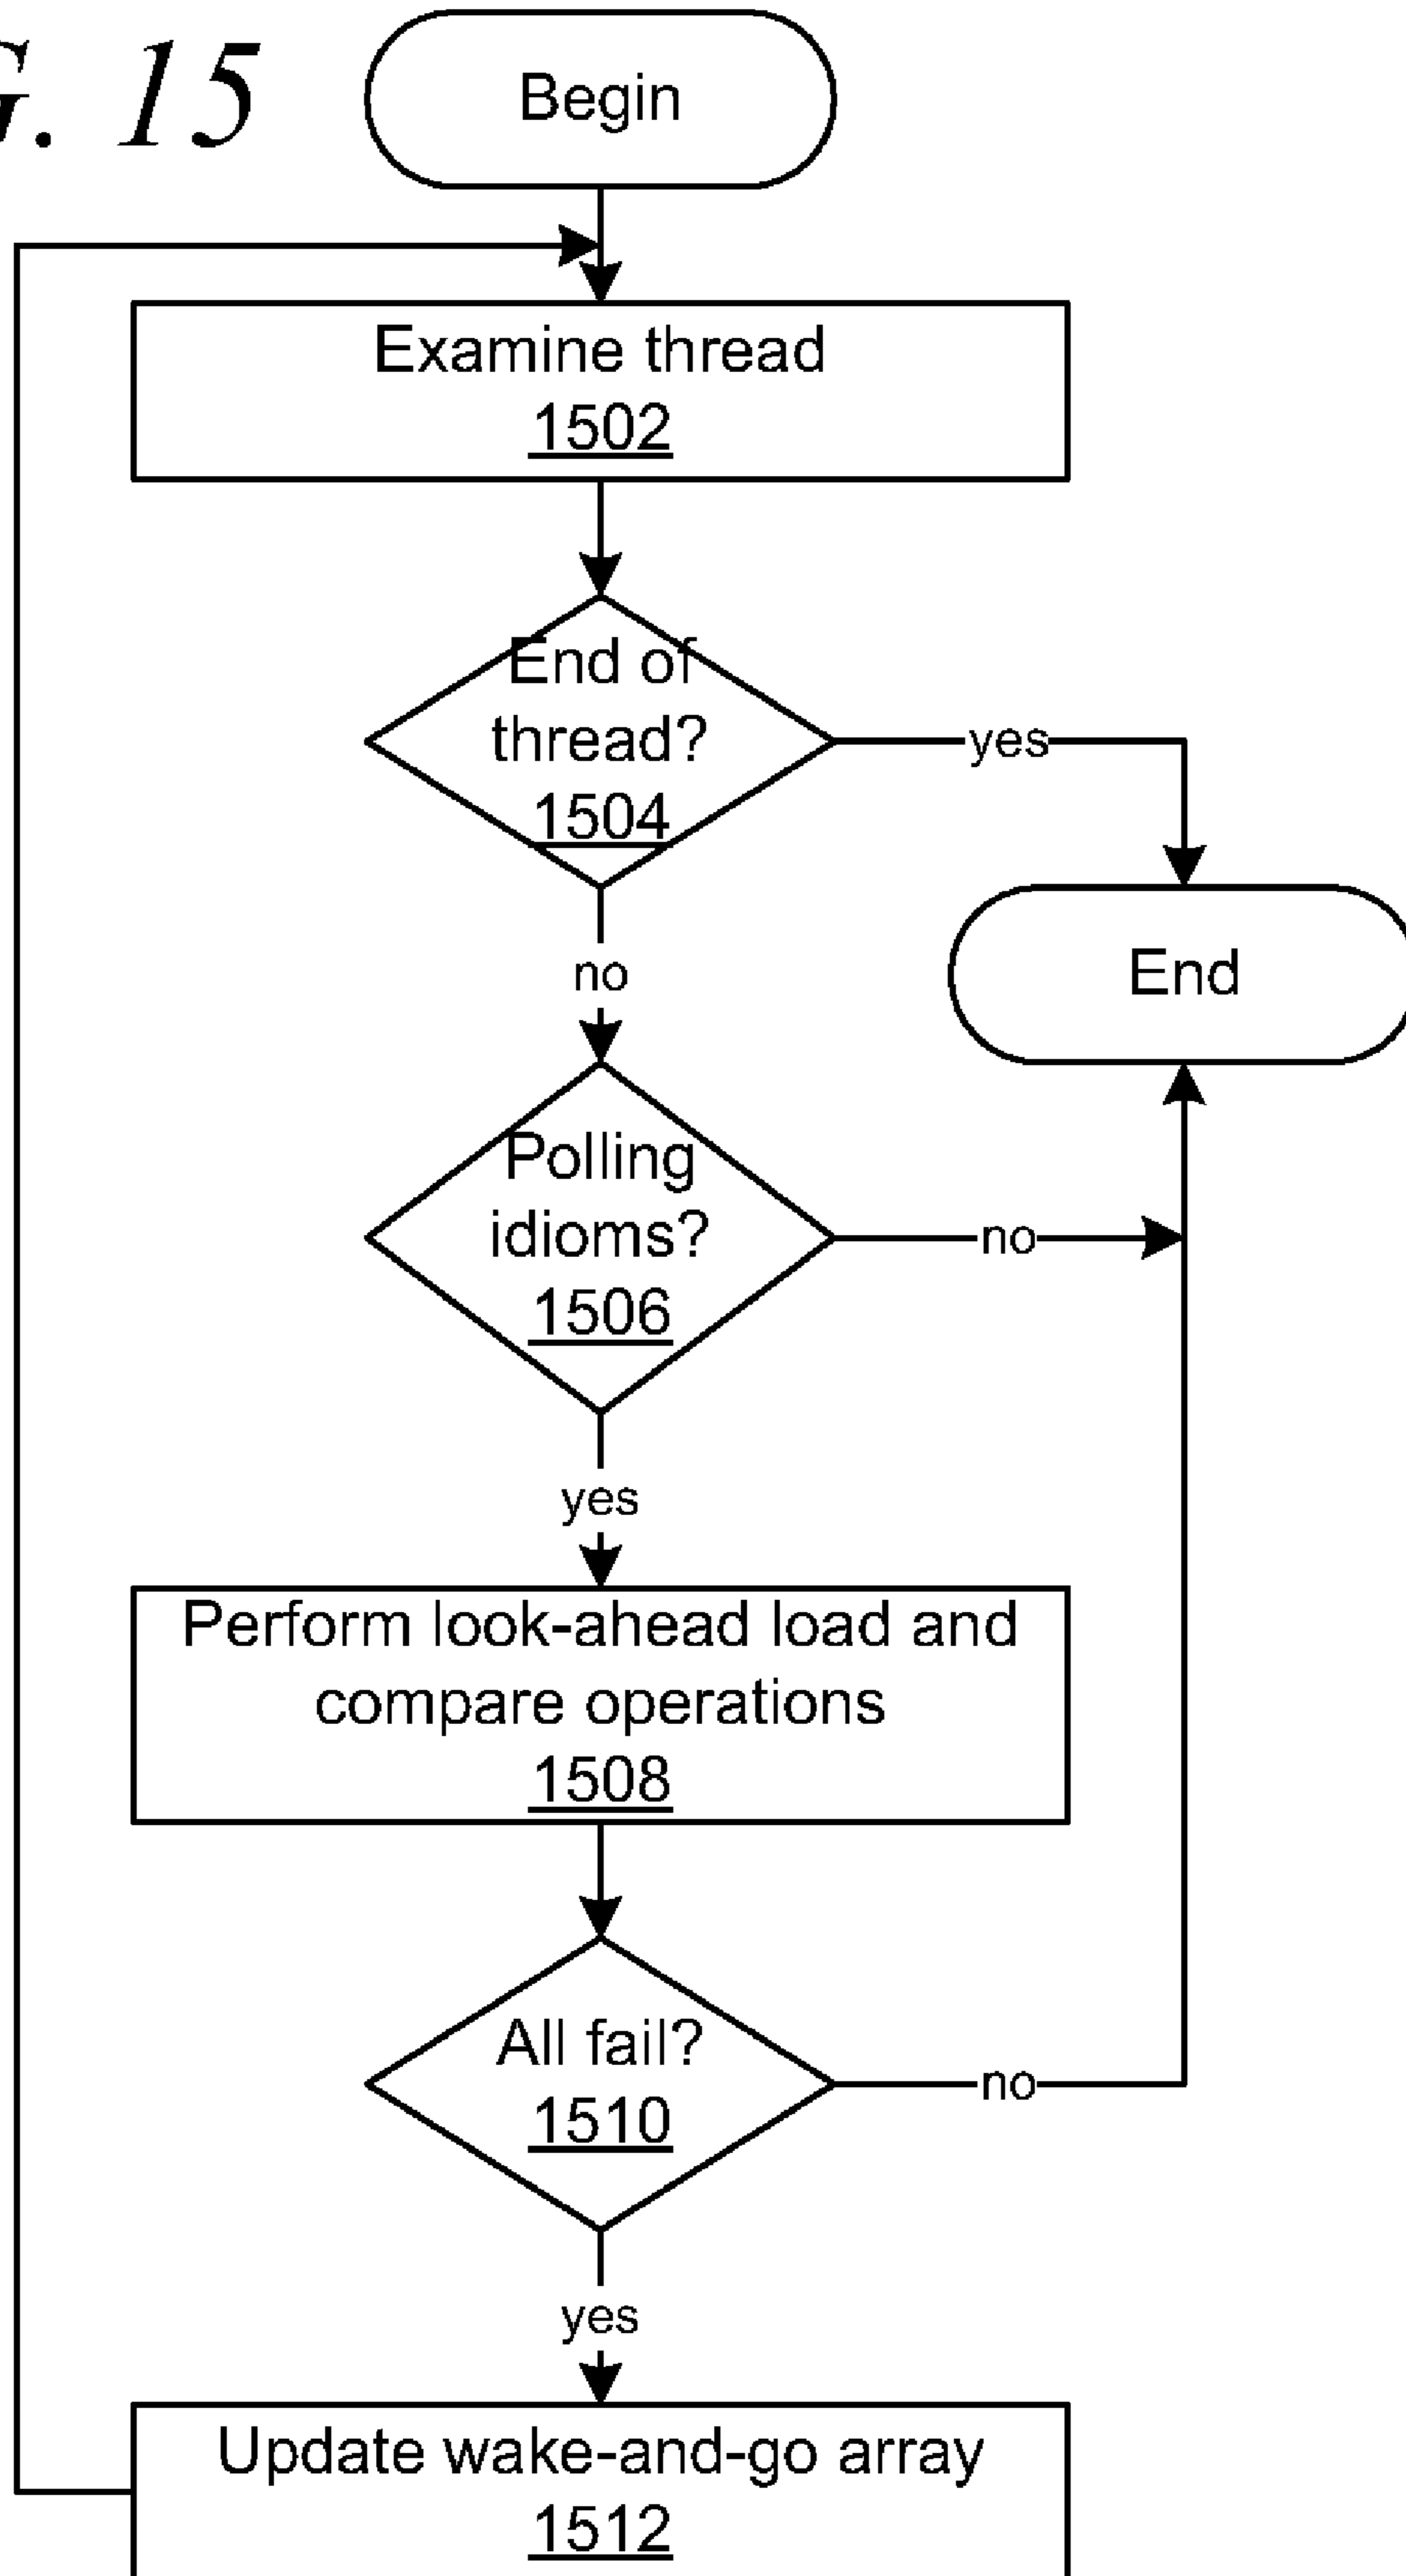 G. 15
Begin
Examine thread
1502
End of
thread?
1504
yes
no
End
Polling
idioms?
1506
no
yes
Perform look-ahead load and
compare operations
1508
All fail?
1510
no
yes
Update wake-and-go array
1512